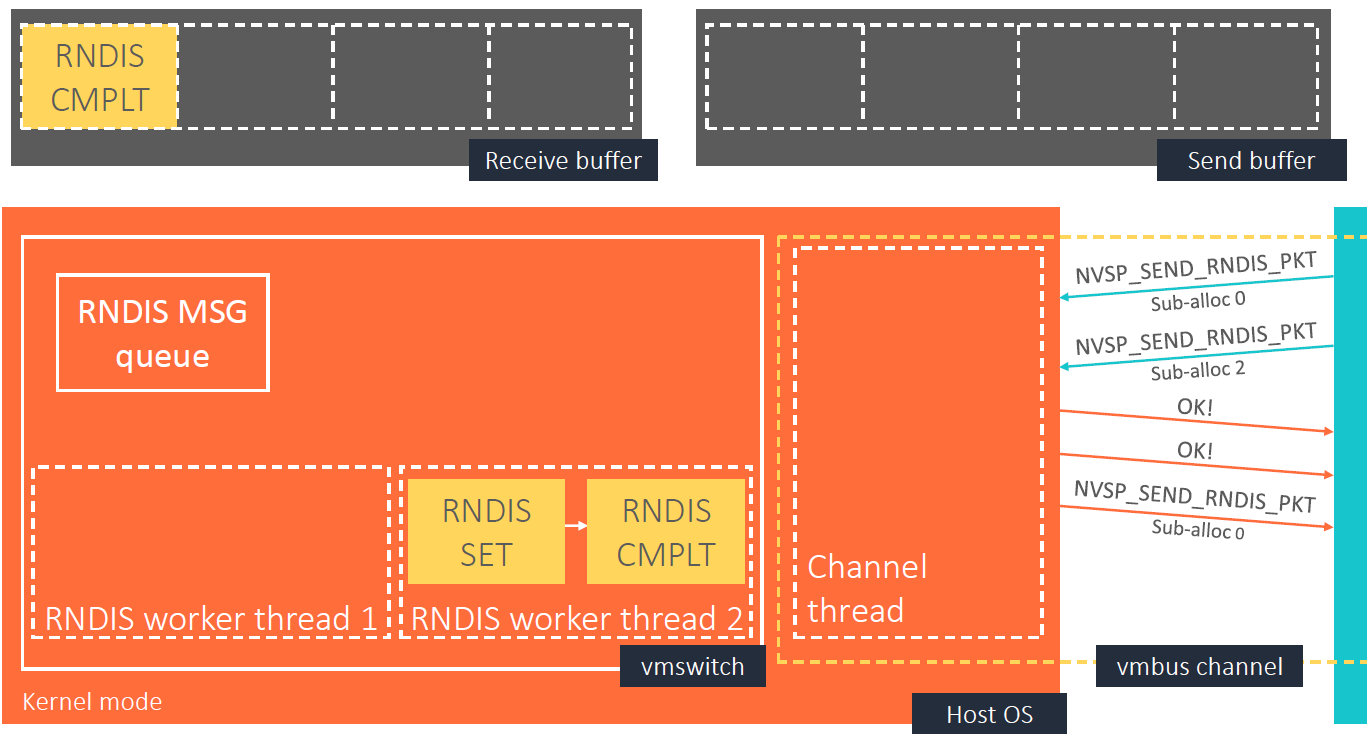 RNDIS
CMPLT
Receive buffer
Send buffer
RNDIS MSG
queue
NVSP_SEND_RNDIS_PKT
Sub-alloc 0
NVSP_SEND_RNDIS_PKT
Sub-alloc 2
OK!
OK!
NVSP_SEND_RNDIS_PKT
Sub-alloc 0
RNDIS
SET
RNDIS
CMPLT
RNDIS worker thread 1
RNDIS worker thread 2
Channel
thread
vmswitch
vmbus channel
Kernel mode
Host OS